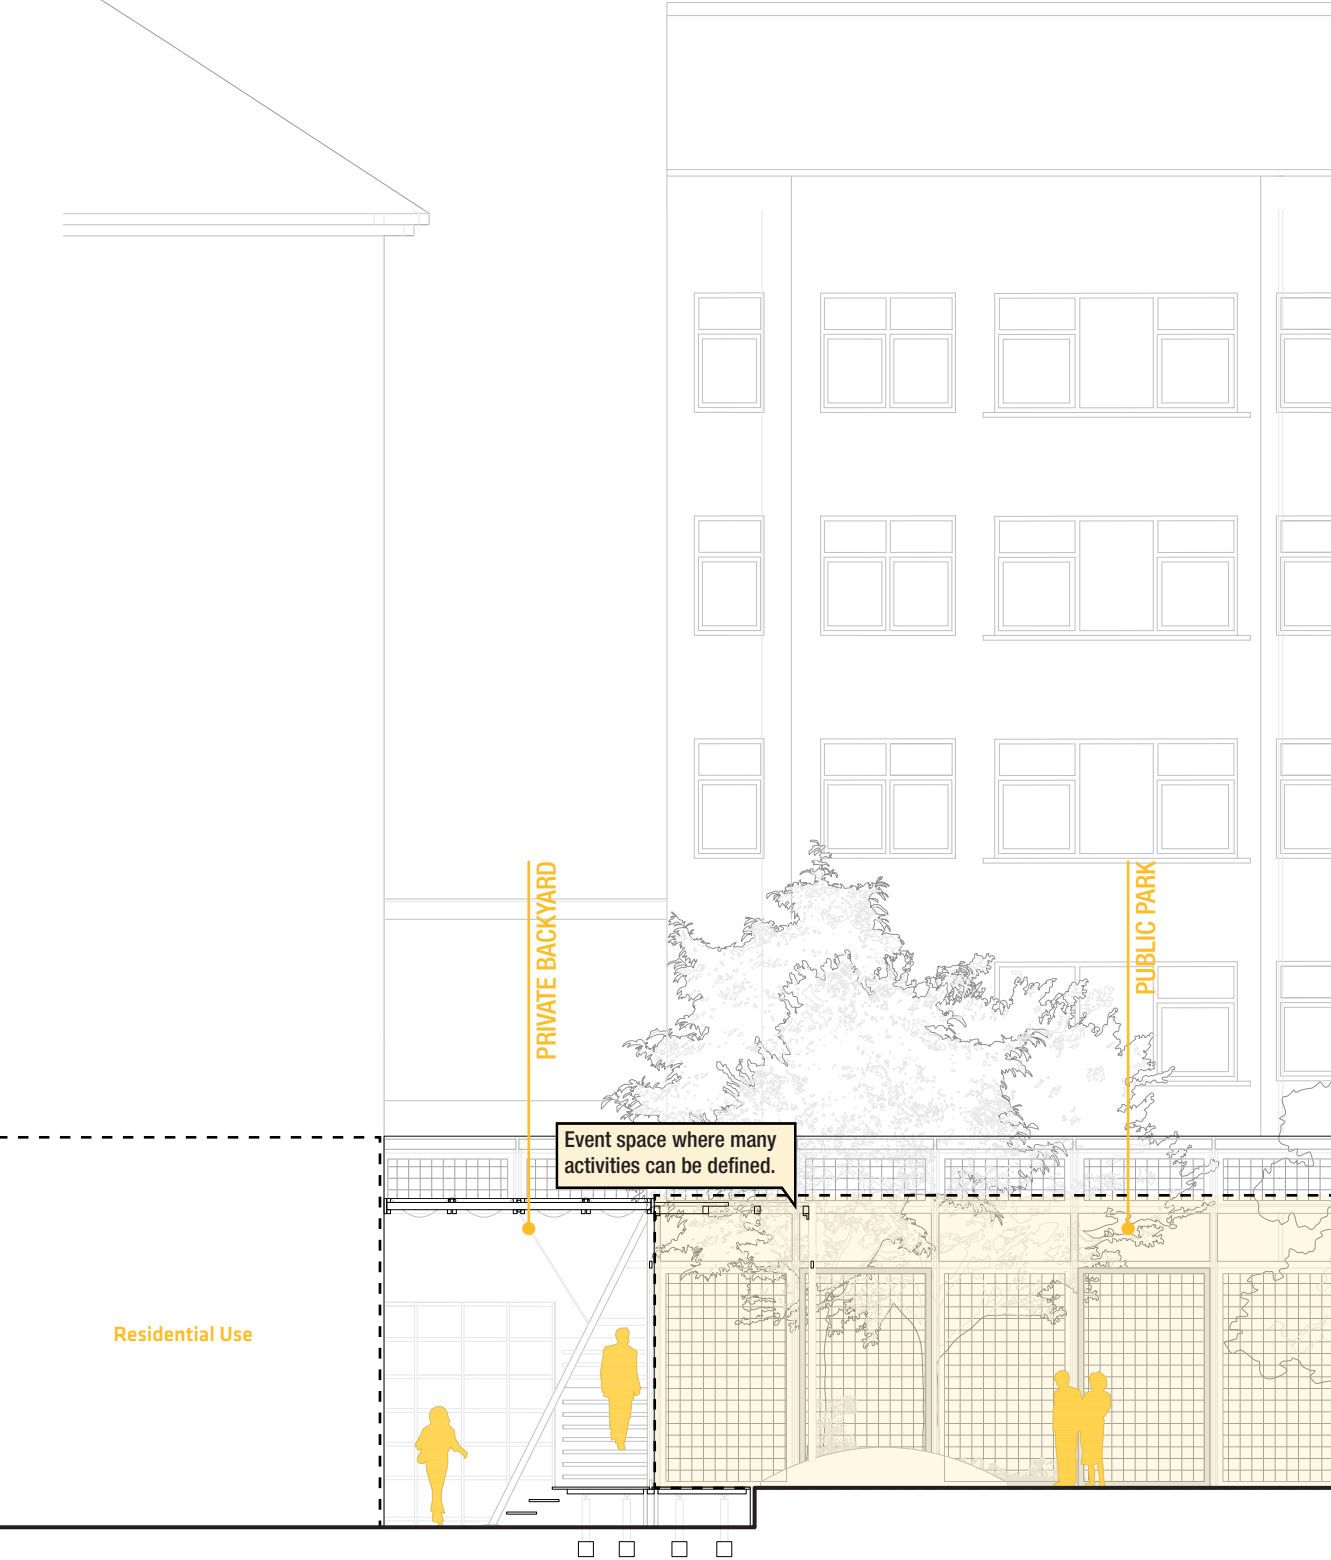 PRIVATE BACKYARD
PUBLIC PARK
Event space where many
activities can be defined.
Residential Use